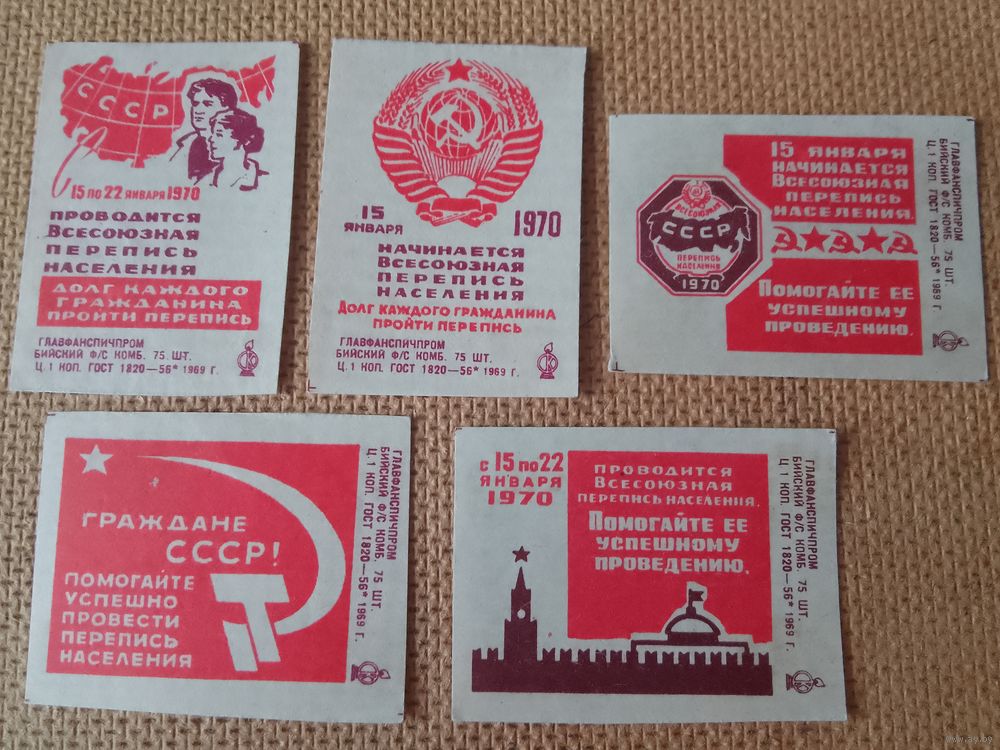 СССР
15 по 22 января 1970
проводится
Всесоюзная
перепись
населения
долг каждого
гражданина
пройти перепись
ГЛАВФАНСПИЧПРОМ
БИЙСКИЙ Ф/С КОМБ. 75 ШТ.
Ц. 1 КОП. ГОСТ 1820—56* 1969 Г.
15
января
1970
начинается
Всесоюзная
перепись
населения
Долг каждого гражданина
пройти перепись
ГЛАВФАНСПИЧПРОМ
БИЙСКИЙ Ф/С КОМБ. 75 ШТ.
Ц. 1 КОП. ГОСТ 1820—56* 1969 Г.
ВСЕСОЮЗНАЯ
СССР
ПЕРЕПИСЬ
НАСЕЛЕНИЯ
1970
15 января
начинается
Всесоюзная
перепись
населения.
Помогайте ее
успешному
проведению.
ГЛАВФАНСПИЧПРОМ
БИЙСКИЙ Ф/С КОМБ. 75 ШТ.
Ц. 1 КОП. ГОСТ 1820—56* 1969 Г.
ГРАЖДАНЕ
СССР!
ПОМОГАЙТЕ
УСПЕШНО
ПРОВЕСТИ
ПЕРЕПИСЬ
НАСЕЛЕНИЯ
ГЛАВФАНСПИЧПРОМ
БИЙСКИЙ Ф/С КОМБ. 75 ШТ.
Ц. 1 КОП. ГОСТ 1820—56* 1969 Г.
с 15 по 22
января
1970
проводится
Всесоюзная
перепись населения.
Помогайте ее
успешному
проведению.
ГЛАВФАНСПИЧПРОМ
БИЙСКИЙ Ф/С КОМБ. 75 ШТ.
Ц. 1 КОП. ГОСТ 1820—56* 1969 Г.
www.ay.by